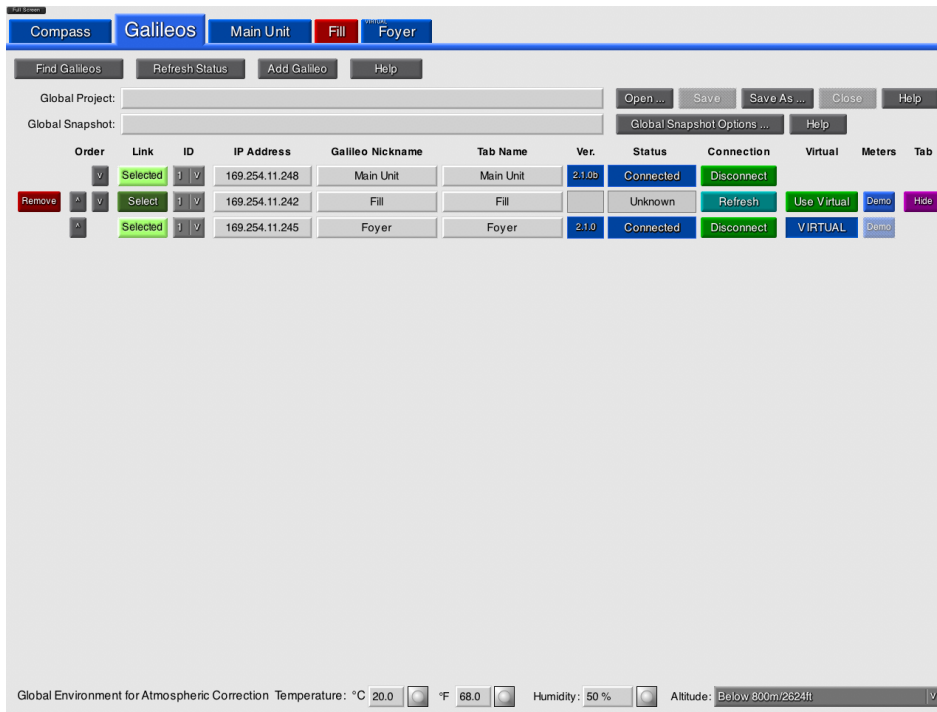 Full Screen
Compass Galileos Main Unit Fill VIRTUAL Foyer
Find Galileos Refresh Status Add Galileo Help
Global Project: Open ... Save Save As ... Close Help
Global Snapshot: Global Snapshot Options ... Help
Order Link ID IP Address Galileo Nickname Tab Name Ver. Status Connection Virtual Meters Tab
v Selected 1 V 169.254.11.248 Main Unit Main Unit 2.1.0b Connected Disconnect
Remove ^ v Select 1 V 169.254.11.242 Fill Fill Unknown Refresh Use Virtual Demo Hide
^ Selected 1 V 169.254.11.245 Foyer Foyer 2.1.0 Connected Disconnect VIRTUAL Demo
Global Environment for Atmospheric Correction Temperature: °C 20.0 °F 68.0 Humidity: 50 % Altitude: Below 800m/2624ft V